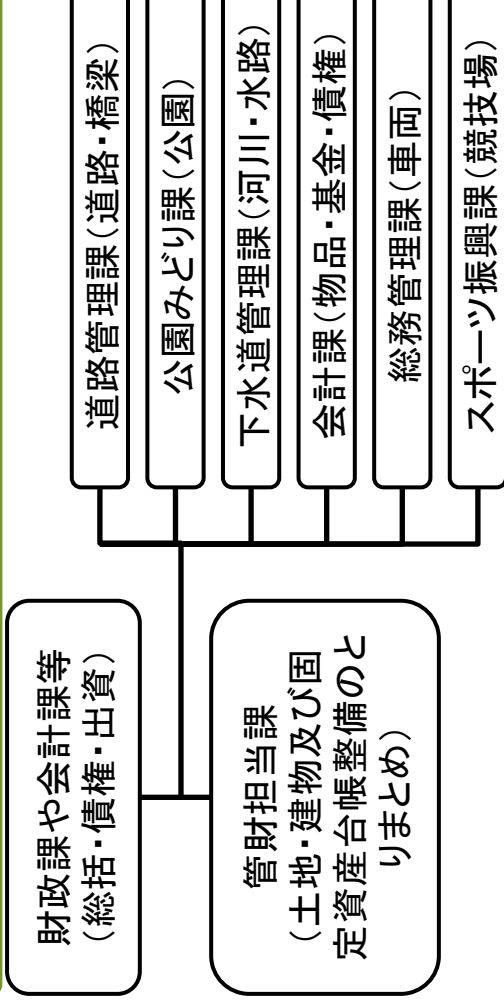 財政課や会計課等
(総括・債権・出資)
管財担当課
(土地・建物及び固
定資産台帳整備のと
りまとめ)
道路管理課(道路・橋梁)
公園みどり課(公園)
下水道管理課(河川・水路)
会計課(物品・基金・債権)
総務管理課(車両)
スポーツ振興課(競技場)